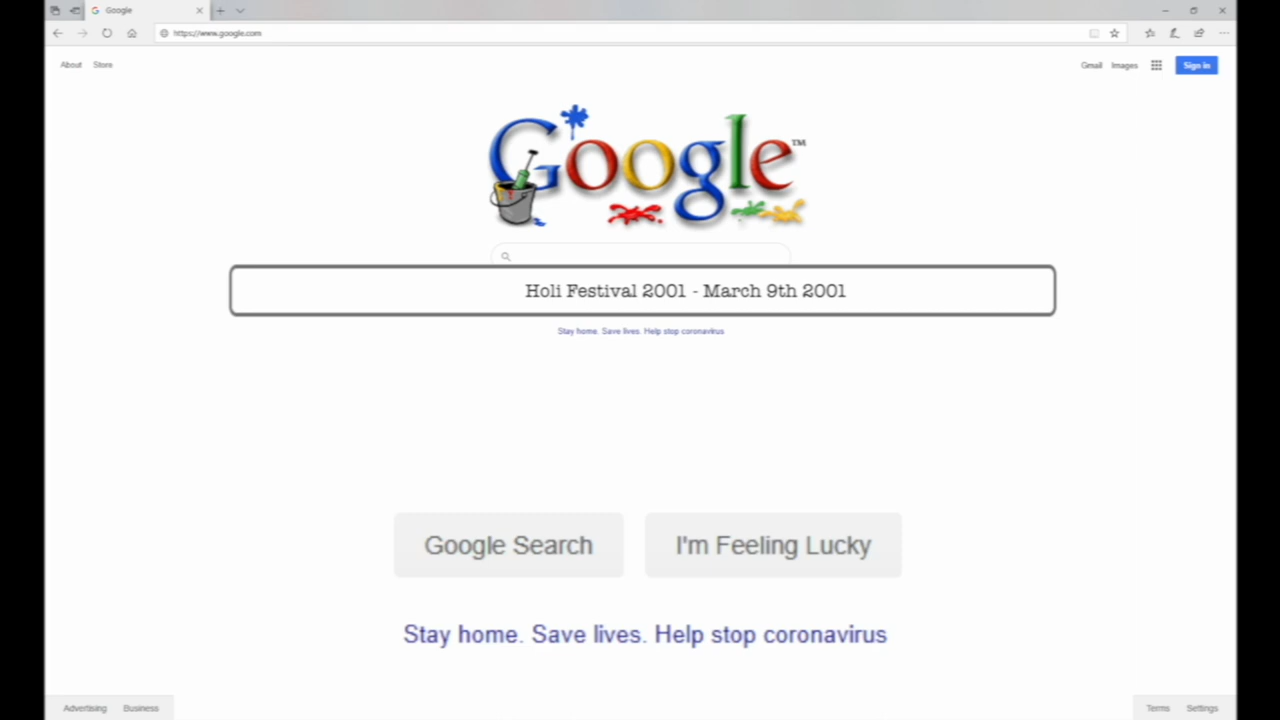 Google
https://www.google.com
About Store
Gmail Images Sign in
Google™
Holi Festival 2001 - March 9th 2001
Stay home. Save lives. Help stop coronavirus
Google Search I'm Feeling Lucky
Stay home. Save lives. Help stop coronavirus
Advertising Business
Terms Settings